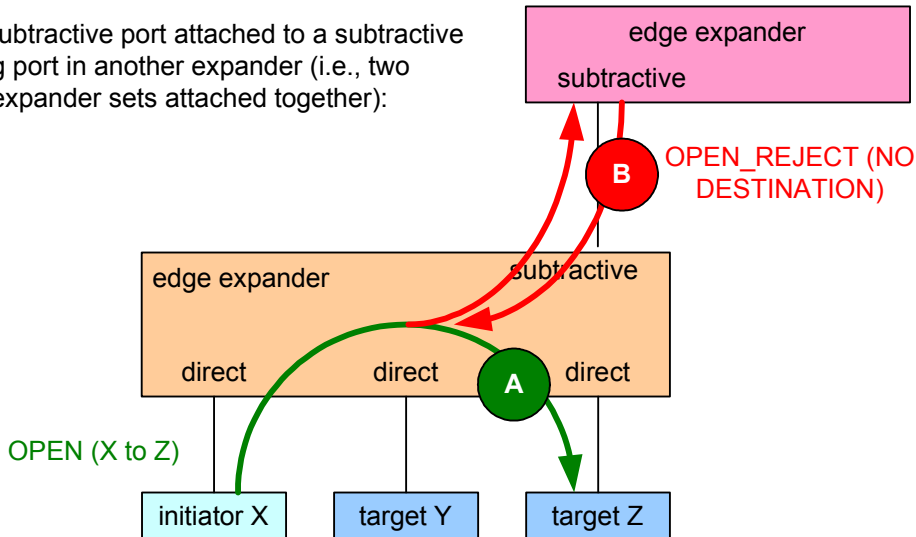 subtractive port attached to a subtractive
port in another expander (i.e., two
expander sets attached together):
edge expander
subtractive
B
OPEN_REJECT (NO
DESTINATION)
edge expander
subtractive
direct
direct
direct
A
OPEN (X to Z)
initiator X
target Y
target Z